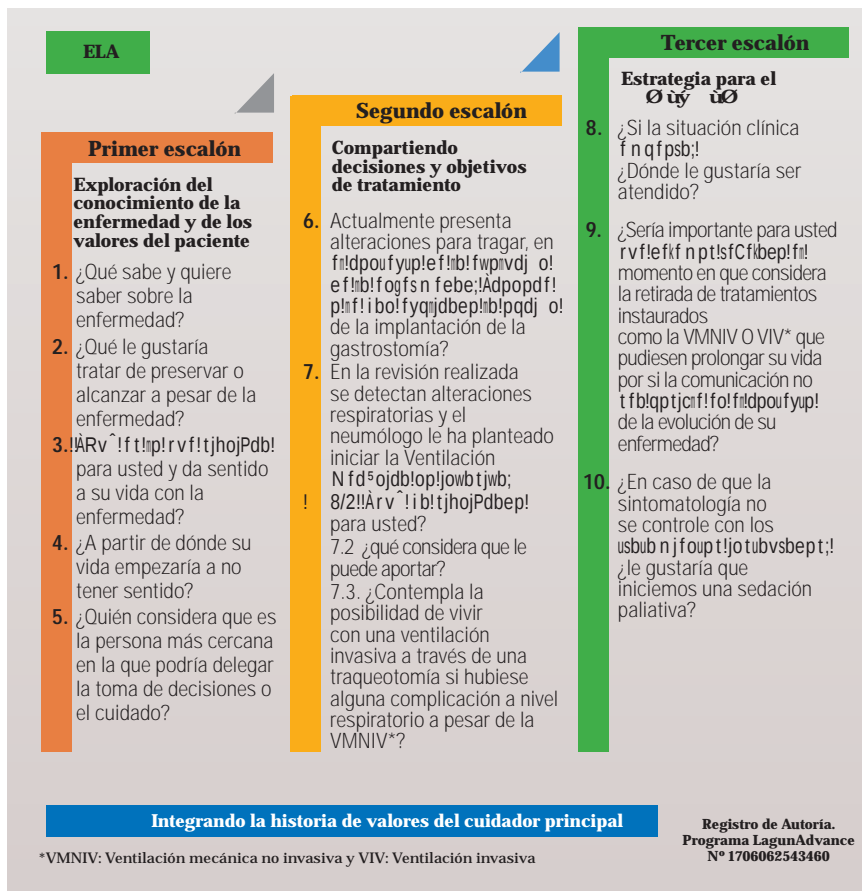 ELA
Primer escalón
Exploración del
conocimiento de la
enfermedad y de los
valores del paciente
1. ¿Qué sabe y quiere
saber sobre la
enfermedad?
2. ¿Qué le gustaría
tratar de preservar o
alcanzar a pesar de la
enfermedad?
3.
para usted y da sentido
a su vida con la
enfermedad?
4. ¿A partir de dónde su
vida empezaría a no
tener sentido?
5. ¿Quién considera que es
la persona más cercana
en la que podría delegar
la toma de decisiones o
el cuidado?
Segundo escalón
Compartiendo
decisiones y objetivos
de tratamiento
6. Actualmente presenta
alteraciones para tragar, en
de la implantación de la
gastrostomía?
7. En la revisión realizada
se detectan alteraciones
respiratorias y el
neumólogo le ha planteado
iniciar la Ventilación
para usted?
7.2 ¿qué considera que le
puede aportar?
7.3. ¿Contempla la
posibilidad de vivir
con una ventilación
invasiva a través de una
traqueotomía si hubiese
alguna complicación a nivel
respiratorio a pesar de la
VMNIV*?
Tercer escalón
Estrategia para el
8. ¿Si la situación clínica
¿Dónde le gustaría ser
atendido?
9. ¿Sería importante para usted
momento en que considera
la retirada de tratamientos
instaurados
como la VMNIV O VIV* que
pudiesen prolongar su vida
por si la comunicación no
de la evolución de su
enfermedad?
10. ¿En caso de que la
sintomatología no
se controle con los
¿le gustaría que
iniciemos una sedación
paliativa?
Integrando la historia de valores del cuidador principal
*VMNIV: Ventilación mecánica no invasiva y VIV: Ventilación invasiva
Registro de Autoría.
Programa LagunAdvance
Nº 1706062543460